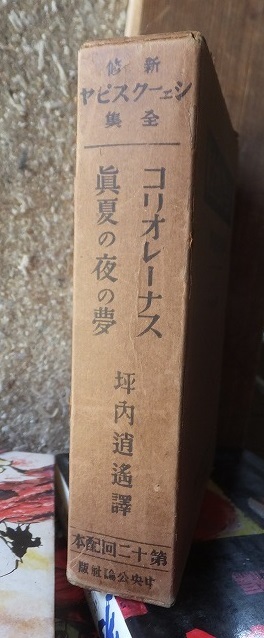 新修
シェークスピヤ
全集
コリオレーナス
眞夏の夜の夢
坪內逍遙譯
第十二回配本
中央公論社版